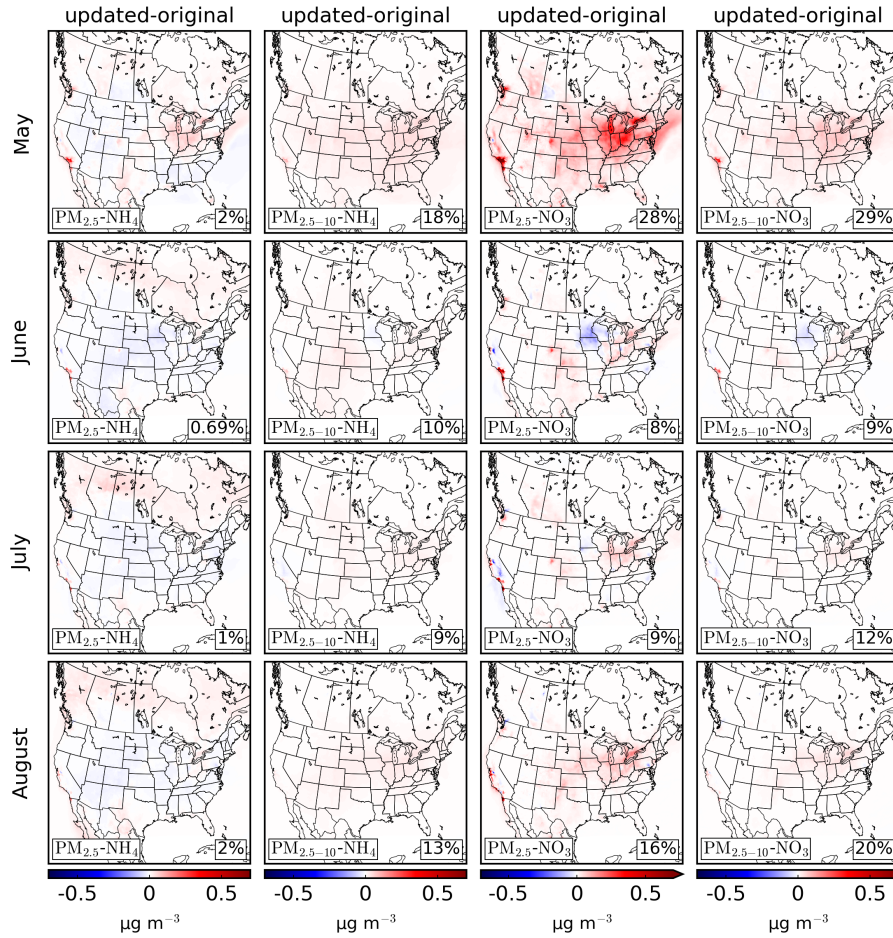 updated-original updated-original updated-original updated-original
May
PM2.5-NH4 2% PM2.5−10-NH4 18% PM2.5-NO3 28% PM2.5−10-NO3 29%
June
PM2.5-NH4 0.69% PM2.5−10-NH4 10% PM2.5-NO3 8% PM2.5−10-NO3 9%
July
PM2.5-NH4 1% PM2.5−10-NH4 9% PM2.5-NO3 9% PM2.5−10-NO3 12%
August
PM2.5-NH4 2% PM2.5−10-NH4 13% PM2.5-NO3 16% PM2.5−10-NO3 20%
-0.5 0 0.5 -0.5 0 0.5 -0.5 0 0.5 -0.5 0 0.5
µg m−3 µg m−3 µg m−3 µg m−3